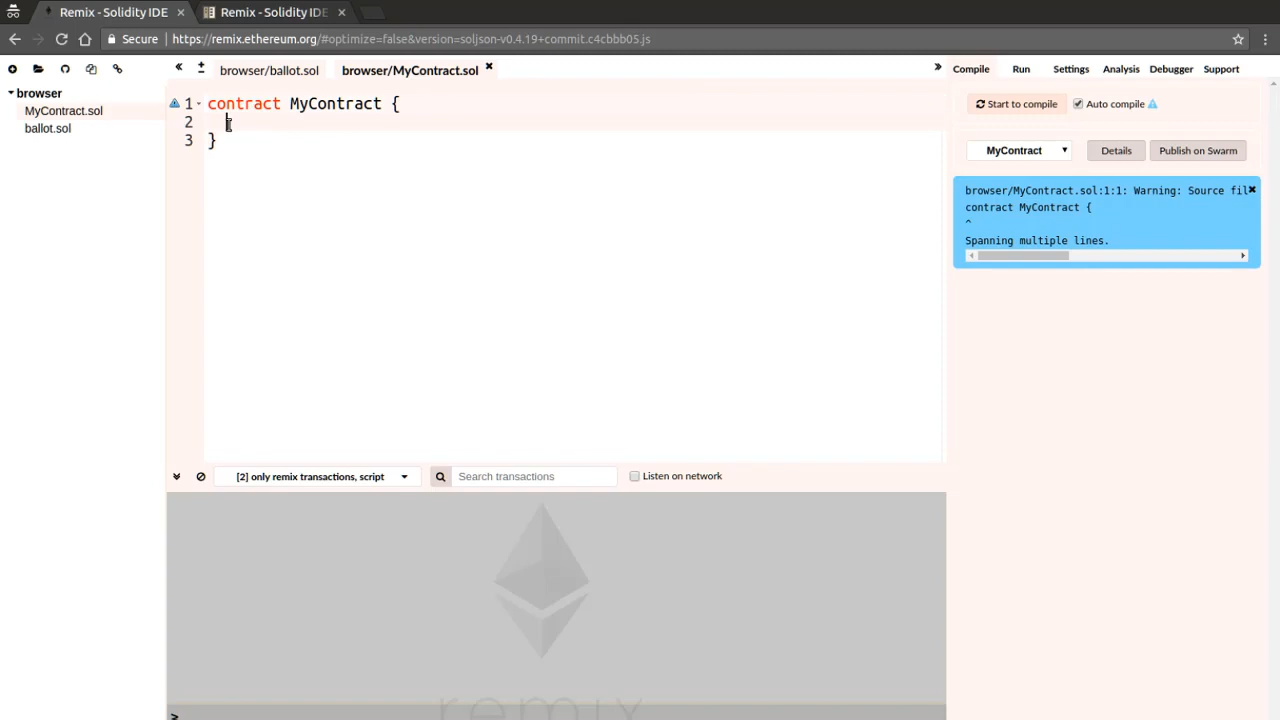 Remix - Solidity IDE
Remix - Solidity IDE
Secure https://remix.ethereum.org/#optimize=false&version=soljson-v0.4.19+commit.c4cbbb05.js
browser/ballot.sol browser/MyContract.sol
Compile Run Settings Analysis Debugger Support
browser
MyContract.sol
ballot.sol
1 contract MyContract {
2
3 }
Start to compile Auto compile
MyContract Details Publish on Swarm
browser/MyContract.sol:1:1: Warning: Source fil
contract MyContract {
^
Spanning multiple lines.
[2] only remix transactions, script Search transactions Listen on network
remix
>